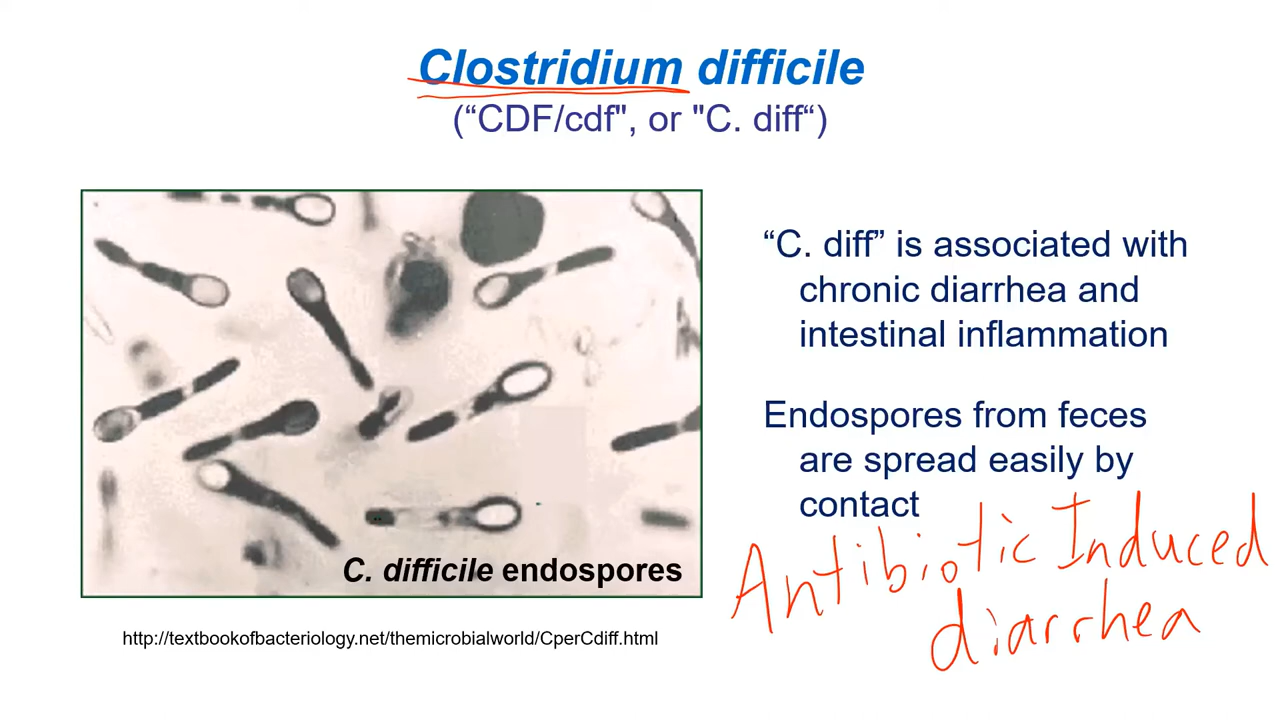 Clostridium difficile
(“CDF/cdf", or "C. diff“)
“C. diff” is associated with
chronic diarrhea and
intestinal inflammation
Endospores from feces
are spread easily by
contact
Antibiotic Induced
diarrhea
C. difficile endospores
http://textbookofbacteriology.net/themicrobialworld/CperCdiff.html